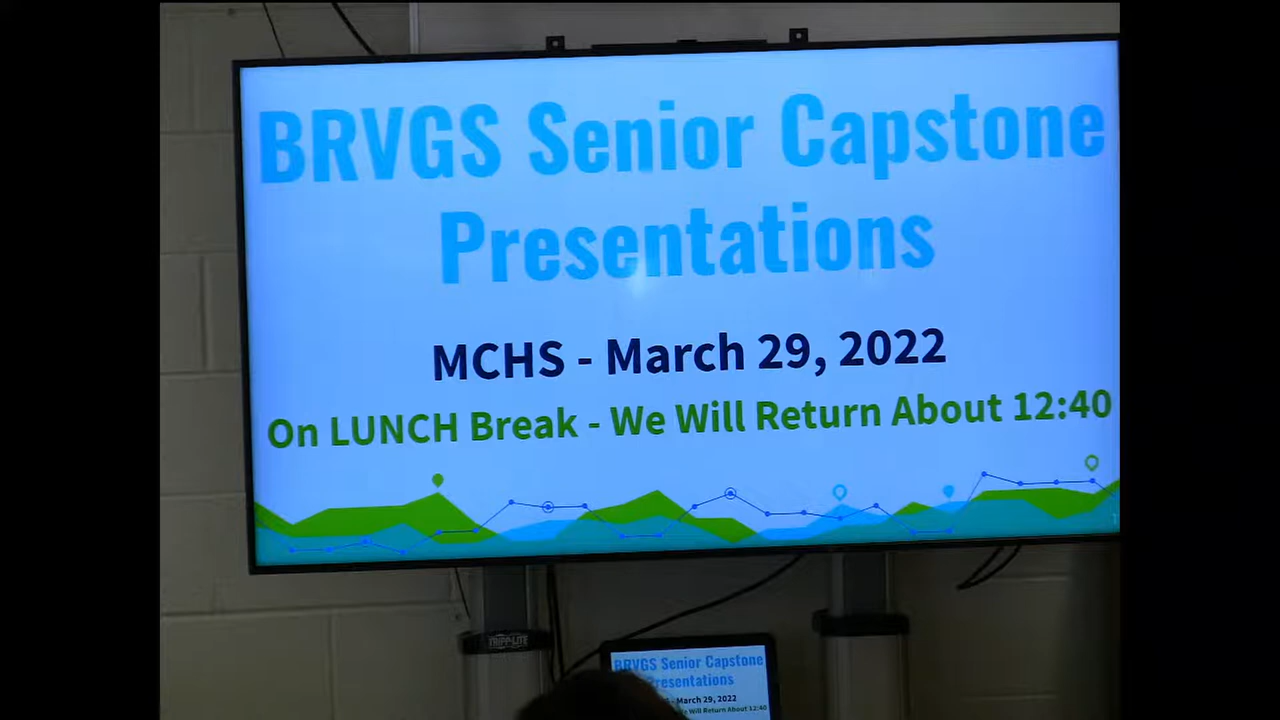 BRVGS Senior Capstone
Presentations
MCHS - March 29, 2022
On LUNCH Break - We Will Return About 12:40
TRIPP-LITE
BRVGS Senior Capstone
Presentations
- March 29, 2022
We Will Return About 12:40